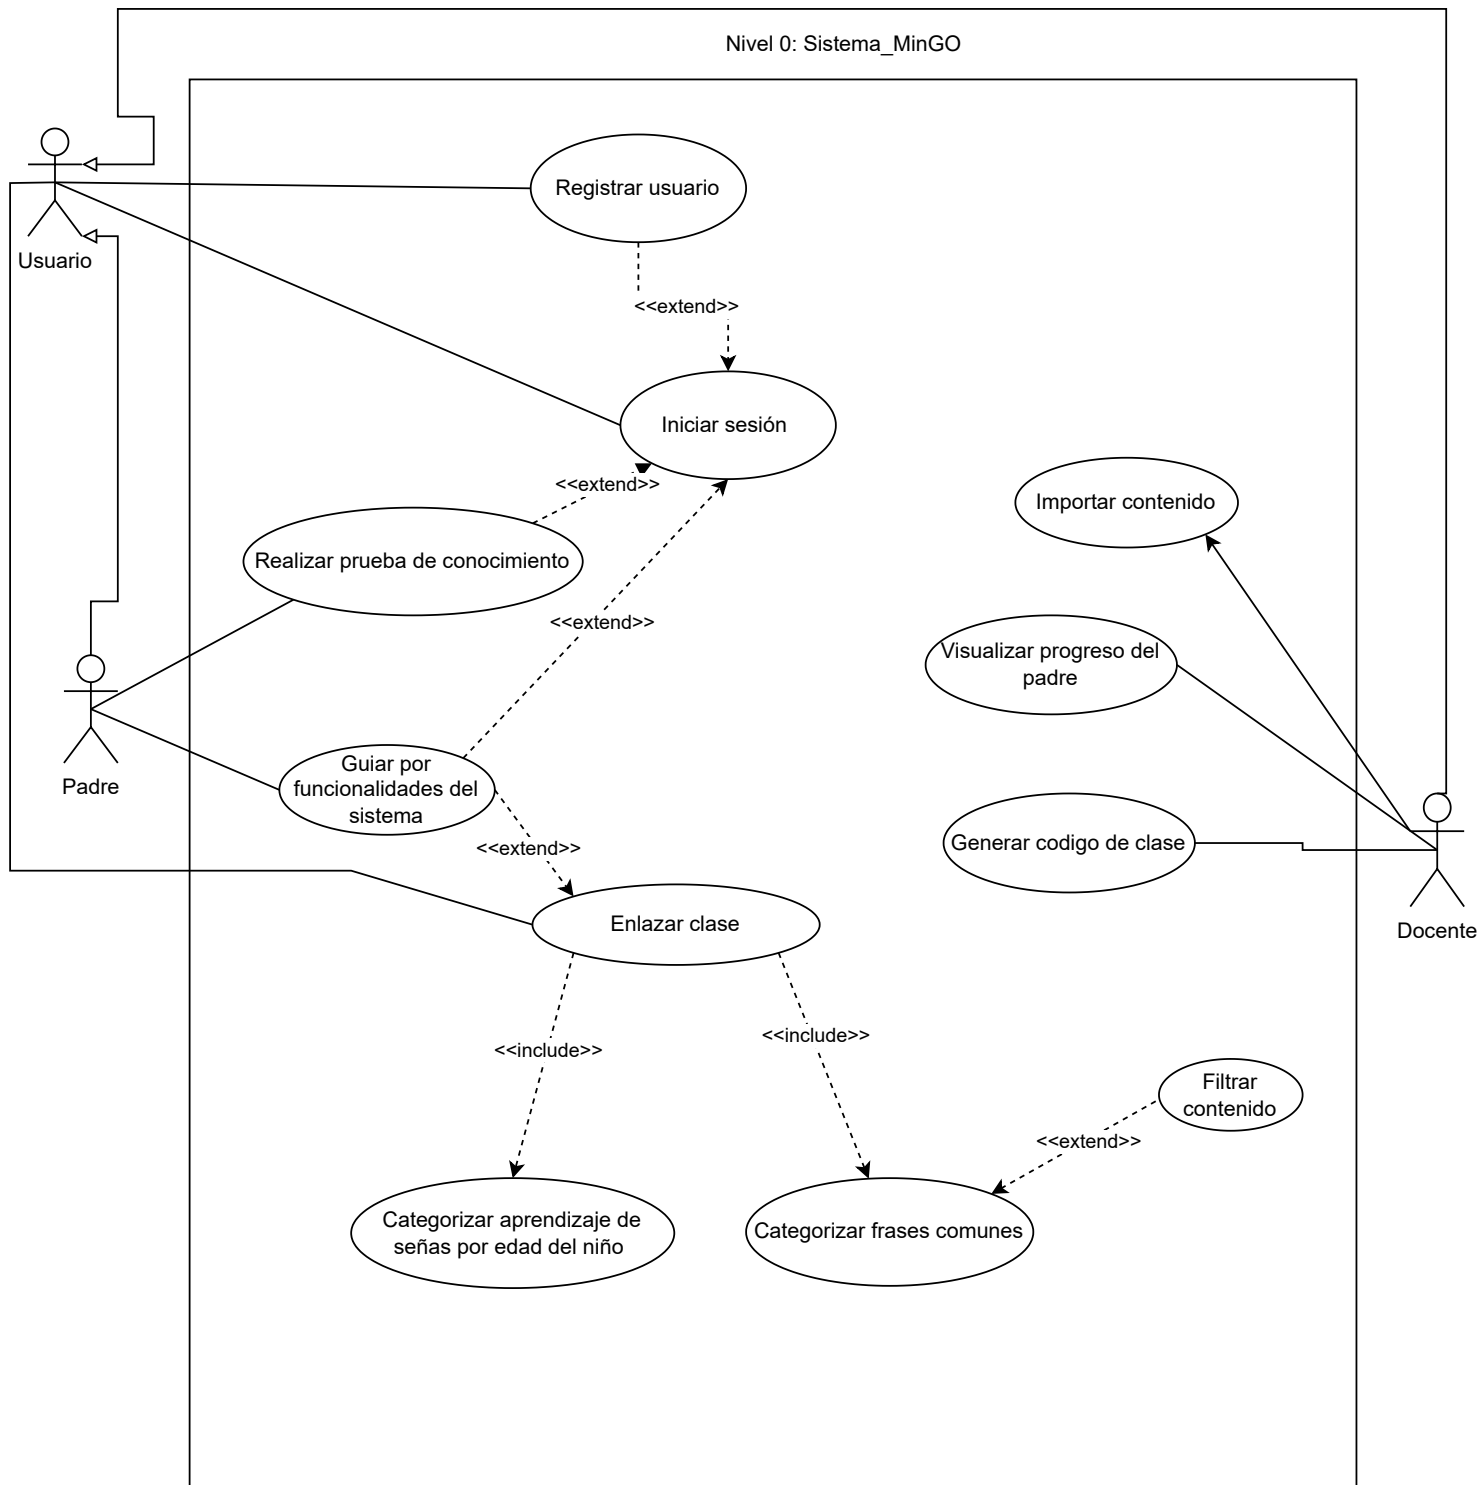 Nivel 0: Sistema_MinGO
Registrar usuario
Usuario
<<extend>>
Iniciar sesión
<<extend>>
Importar contenido
Realizar prueba de conocimiento
<<extend>>
Visualizar progreso del
padre
Padre
Guiar por
funcionalidades del
sistema
<<extend>>
Generar codigo de clase
Enlazar clase
Docente
<<include>>
<<include>>
Filtrar
contenido
<<extend>>
Categorizar aprendizaje de
señas por edad del niño
Categorizar frases comunes